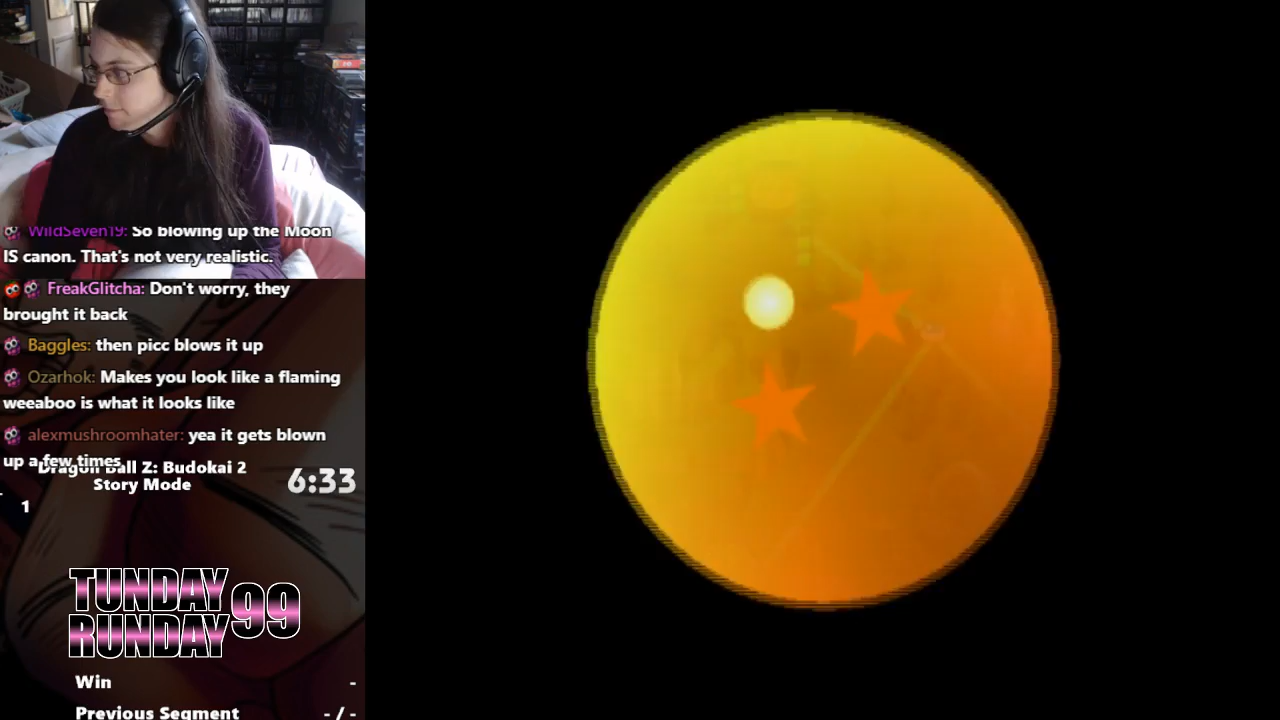 WildSeven19: So blowing up the Moon
IS canon. That's not very realistic.
FreakGlitcha: Don't worry, they
brought it back
Baggles: then picc blows it up
Ozarhok: Makes you look like a flaming
weeaboo is what it looks like
alexmushroomhater: yea it gets blown
up a few times
Dragon Ball Z: Budokai 2
Story Mode
6:33
1
TUNDAY
RUNDAY
99
Win -
Previous Segment - / -